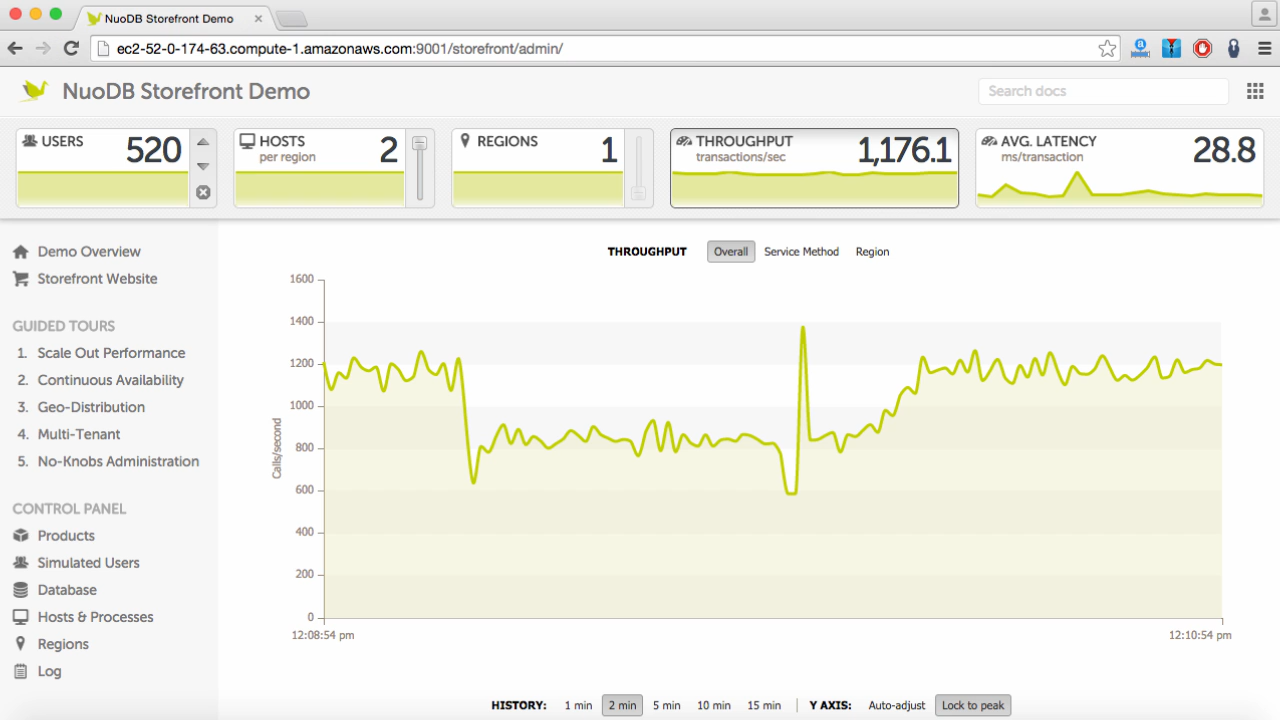 NuoDB Storefront Demo
ec2-52-0-174-63.compute-1.amazonaws.com:9001/storefront/admin/
NuoDB Storefront Demo
Search docs
USERS 520
HOSTS per region 2
REGIONS 1
THROUGHPUT transactions/sec 1,176.1
AVG. LATENCY ms/transaction 28.8
Demo Overview
Storefront Website
GUIDED TOURS
1. Scale Out Performance
2. Continuous Availability
3. Geo-Distribution
4. Multi-Tenant
5. No-Knobs Administration
CONTROL PANEL
Products
Simulated Users
Database
Hosts & Processes
Regions
Log
THROUGHPUT Overall Service Method Region
Calls/second
1600
1400
1200
1000
800
600
400
200
0
12:08:54 pm 12:10:54 pm
HISTORY: 1 min 2 min 5 min 10 min 15 min Y AXIS: Auto-adjust Lock to peak